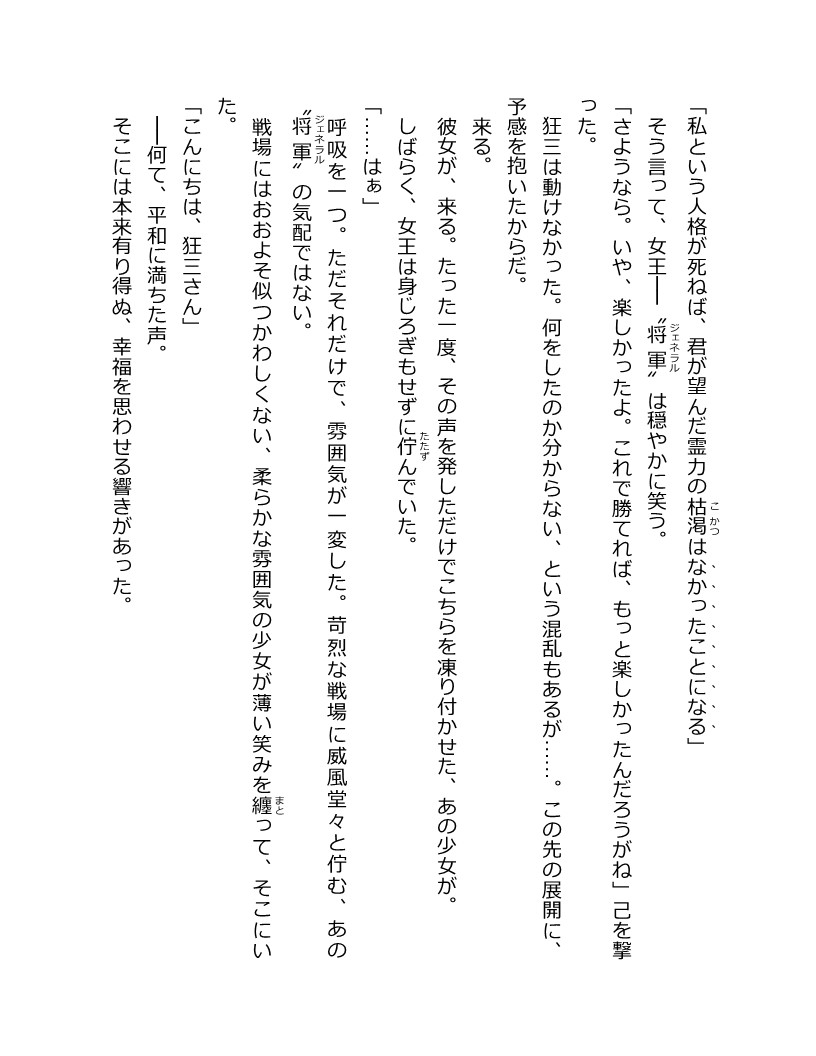 「私という人格が死ねば、君が望んだ霊力の枯渇はなかったことになる」
そう言って、女王━━〝将軍〟は穏やかに笑う。
「さようなら。いや、楽しかったよ。これで勝てれば、もっと楽しかったんだろうがね」己を撃
った。
狂三は動けなかった。何をしたのか分からない、という混乱もあるが……。この先の展開に、
予感を抱いたからだ。
来る。
彼女が、来る。たった一度、その声を発しただけでこちらを凍り付かせた、あの少女が。
しばらく、女王は身じろぎもせずに佇んでいた。
「……はぁ」
呼吸を一つ。ただそれだけで、雰囲気が一変した。苛烈な戦場に威風堂々と佇む、あの
〝将軍〟の気配ではない。
戦場にはおおよそ似つかわしくない、柔らかな雰囲気の少女が薄い笑みを纏って、そこにい
た。
「こんにちは、狂三さん」
━━何て、平和に満ちた声。
そこには本来有り得ぬ、幸福を思わせる響きがあった。